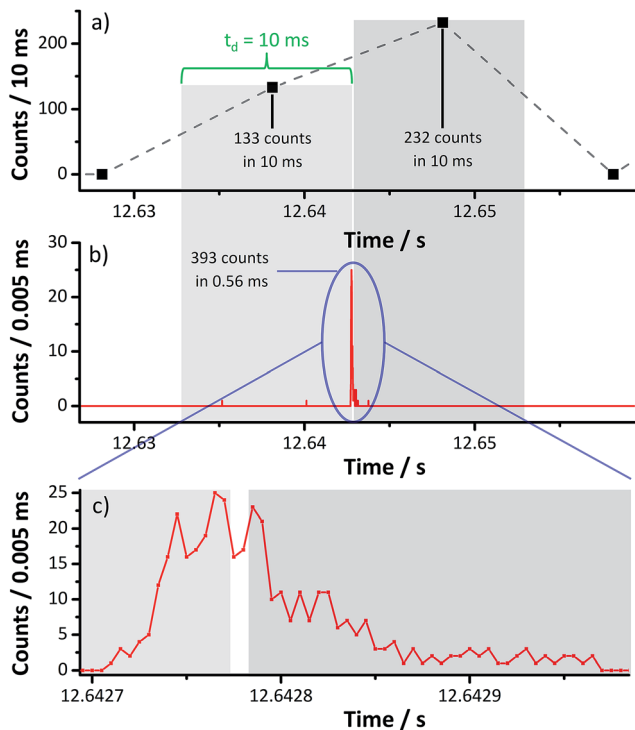 a)
t_d = 10 ms
Counts / 10 ms
200
100
0
133 counts
in 10 ms
232 counts
in 10 ms
12.63 12.64 12.65
Time / s
b)
Counts / 0.005 ms
30
20
10
0
393 counts
in 0.56 ms
12.63 12.64 12.65
Time / s
c)
Counts / 0.005 ms
25
20
15
10
5
0
12.6427 12.6428 12.6429
Time / s